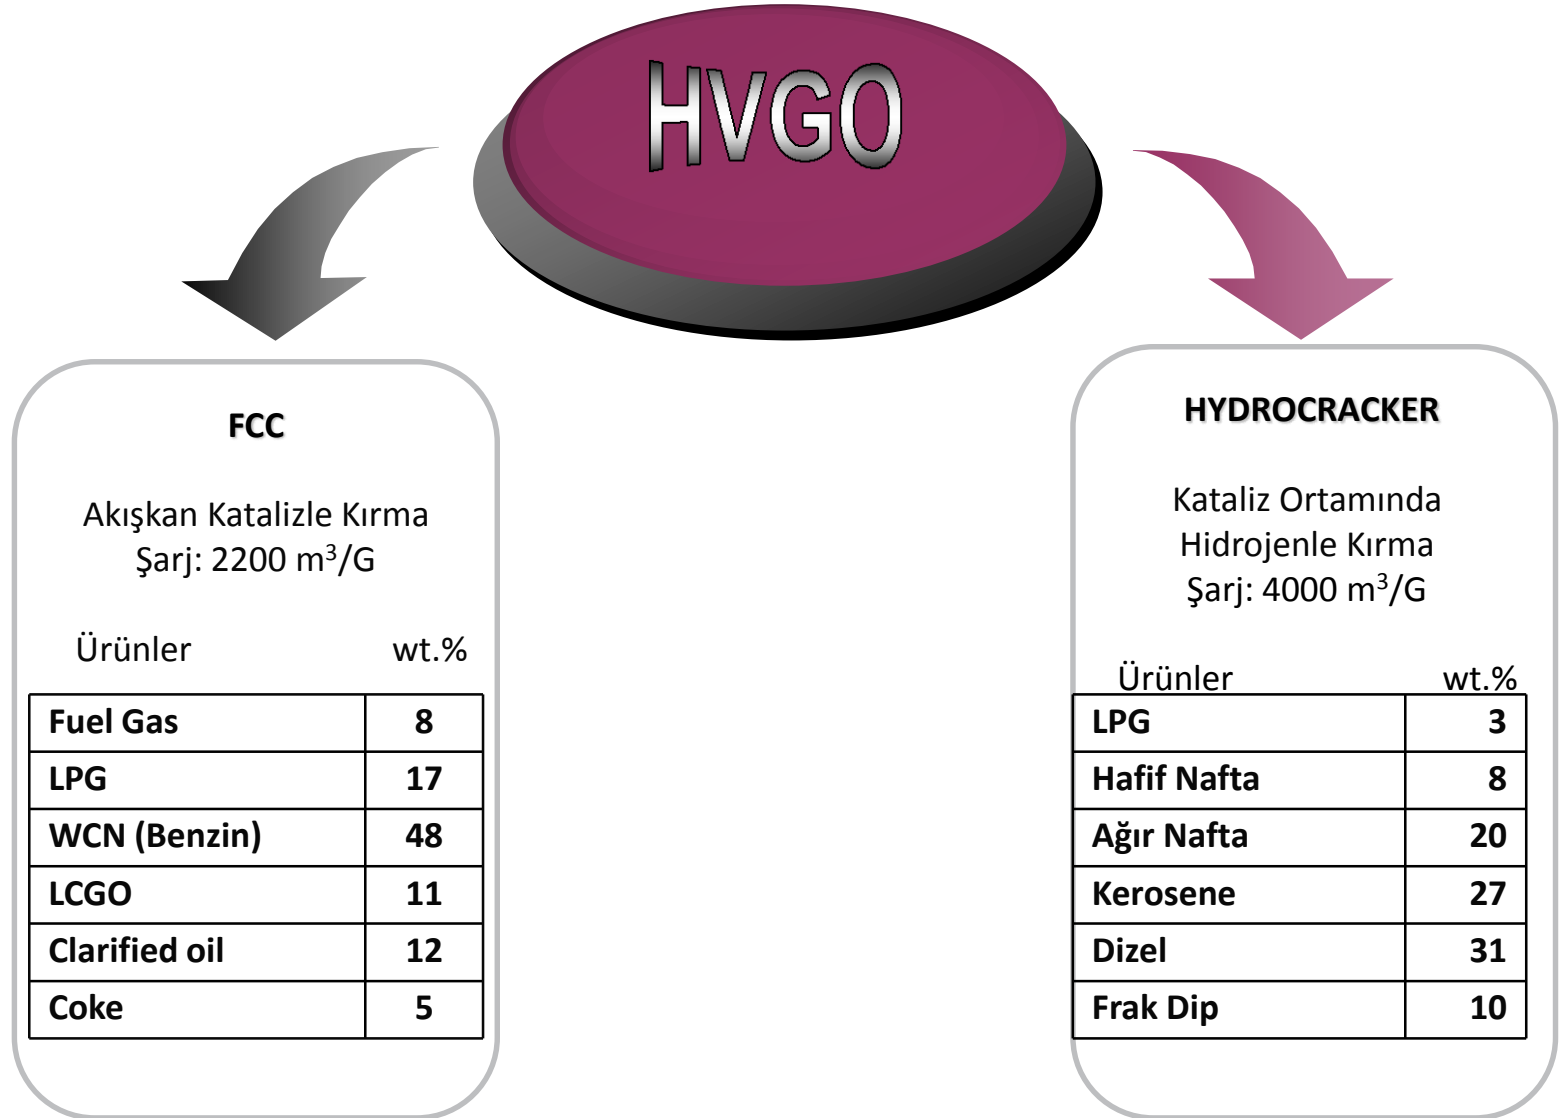 HVGO
FCC
Akışkan Katalizle Kırma
Şarj: 2200 m³/G
Ürünler wt.%
Fuel Gas 8
LPG 17
WCN (Benzin) 48
LCGO 11
Clarified oil 12
Coke 5
HYDROCRACKER
Kataliz Ortamında
Hidrojenle Kırma
Şarj: 4000 m³/G
Ürünler wt.%
LPG 3
Hafif Nafta 8
Ağır Nafta 20
Kerosene 27
Dizel 31
Frak Dip 10